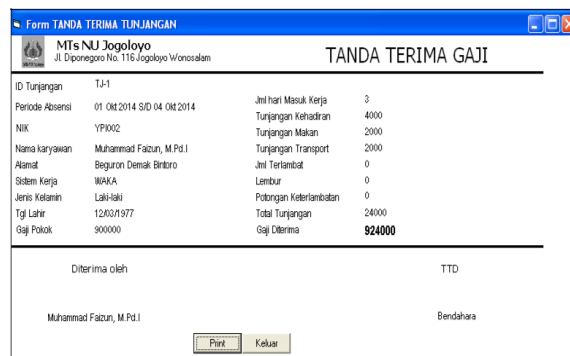 Form TANDA TERIMA TUNJANGAN
MTs NU Jogoloyo
Jl. Diponegoro No. 116 Jogoloyo Wonosalam
TANDA TERIMA GAJI
ID Tunjangan TJ-1
Periode Absensi 01 Okt 2014 S/D 04 Okt 2014
NIK YPI002
Nama karyawan Muhammad Faizun, M.Pd.I
Alamat Beguron Demak Bintoro
Sistem Kerja WAKA
Jenis Kelamin Laki-laki
Tgl Lahir 12/03/1977
Gaji Pokok 900000
Jml hari Masuk Kerja 3
Tunjangan Kehadiran 4000
Tunjangan Makan 2000
Tunjangan Transport 2000
Jml Terlambat 0
Lembur 0
Potongan Keterlambatan 0
Total Tunjangan 24000
Gaji Diterima 924000
Diterima oleh
TTD
Muhammad Faizun, M.Pd.I
Bendahara
Print
Keluar